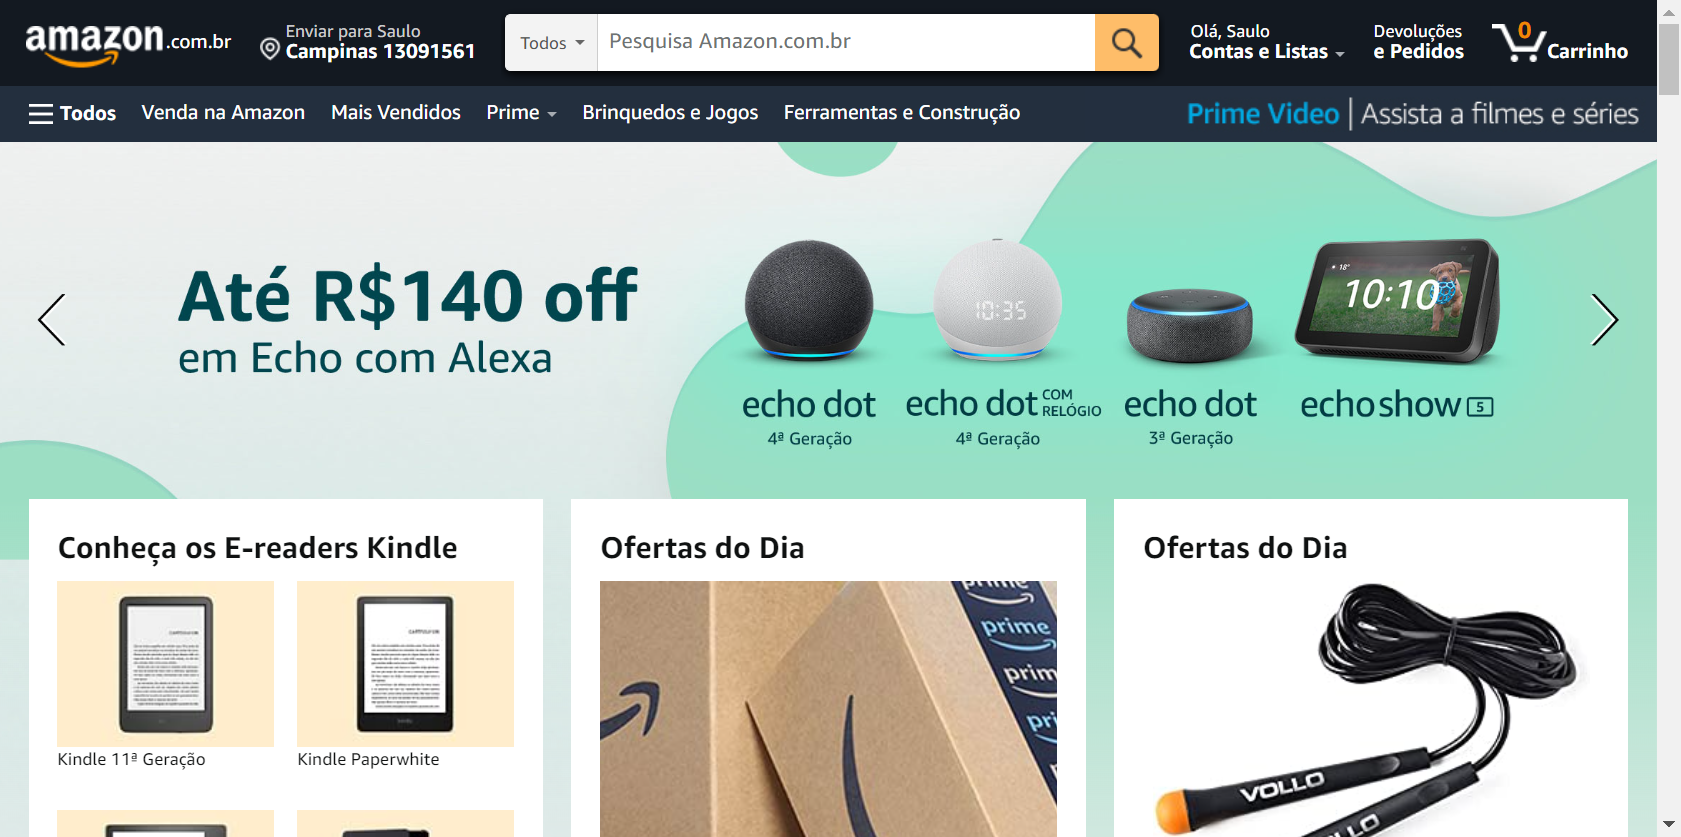 amazon.com.br
Enviar para Saulo
Campinas 13091561
Todos
Pesquisa Amazon.com.br
Olá, Saulo
Contas e Listas
Devoluções
e Pedidos
0
Carrinho
Todos
Venda na Amazon
Mais Vendidos
Prime
Brinquedos e Jogos
Ferramentas e Construção
Prime Video | Assista a filmes e séries
Até R$140 off
em Echo com Alexa
10:35
18°
10:10
echo dot
4ª Geração
echo dot COM RELÓGIO
4ª Geração
echo dot
3ª Geração
echo show 5
Conheça os E-readers Kindle
Kindle 11ª Geração
Kindle Paperwhite
Ofertas do Dia
prime
prime
prime
pri
Ofertas do Dia
VOLLO
VOLLO